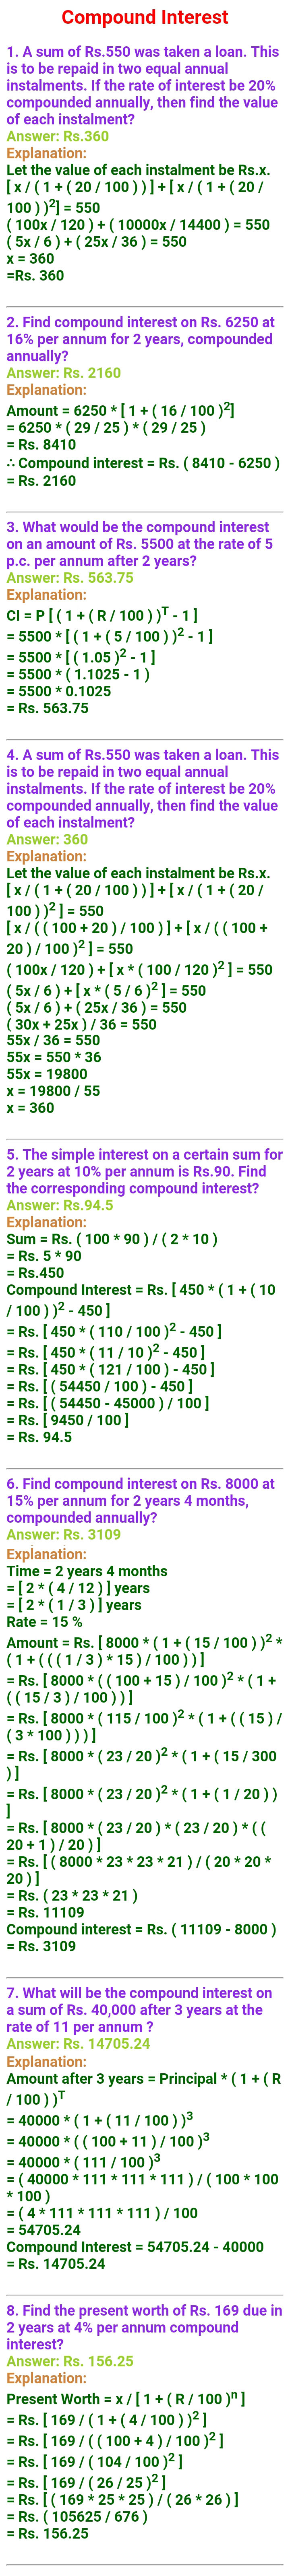 Compound Interest
1. A sum of Rs.550 was taken a loan. This
is to be repaid in two equal annual
instalments. If the rate of interest be 20%
compounded annually, then find the value
of each instalment?
Answer: Rs.360
Explanation:
Let the value of each instalment be Rs.x.
[ x / ( 1 + ( 20 / 100 ) ) ] + [ x / ( 1 + ( 20 /
100 ) )²] = 550
( 100x / 120 ) + ( 10000x / 14400 ) = 550
( 5x / 6 ) + ( 25x / 36 ) = 550
x = 360
=Rs. 360
2. Find compound interest on Rs. 6250 at
16% per annum for 2 years, compounded
annually?
Answer: Rs. 2160
Explanation:
Amount = 6250 * [ 1 + ( 16 / 100 )²]
= 6250 * ( 29 / 25 ) * ( 29 / 25 )
= Rs. 8410
∴ Compound interest = Rs. ( 8410 - 6250 )
= Rs. 2160
3. What would be the compound interest
on an amount of Rs. 5500 at the rate of 5
p.c. per annum after 2 years?
Answer: Rs. 563.75
Explanation:
CI = P [ ( 1 + ( R / 100 ) )ᵀ - 1 ]
= 5500 * [ ( 1 + ( 5 / 100 ) )² - 1 ]
= 5500 * [ ( 1.05 )² - 1 ]
= 5500 * ( 1.1025 - 1 )
= 5500 * 0.1025
= Rs. 563.75
4. A sum of Rs.550 was taken a loan. This
is to be repaid in two equal annual
instalments. If the rate of interest be 20%
compounded annually, then find the value
of each instalment?
Answer: 360
Explanation:
Let the value of each instalment be Rs.x.
[ x / ( 1 + ( 20 / 100 ) ) ] + [ x / ( 1 + ( 20 /
100 ) )² ] = 550
[ x / ( ( 100 + 20 ) / 100 ) ] + [ x / ( ( 100 +
20 ) / 100 )² ] = 550
( 100x / 120 ) + [ x * ( 100 / 120 )² ] = 550
( 5x / 6 ) + [ x * ( 5 / 6 )² ] = 550
( 5x / 6 ) + ( 25x / 36 ) = 550
( 30x + 25x ) / 36 = 550
55x / 36 = 550
55x = 550 * 36
55x = 19800
x = 19800 / 55
x = 360
5. The simple interest on a certain sum for
2 years at 10% per annum is Rs.90. Find
the corresponding compound interest?
Answer: Rs.94.5
Explanation:
Sum = Rs. ( 100 * 90 ) / ( 2 * 10 )
= Rs. 5 * 90
= Rs.450
Compound Interest = Rs. [ 450 * ( 1 + ( 10
/ 100 ) )² - 450 ]
= Rs. [ 450 * ( 110 / 100 )² - 450 ]
= Rs. [ 450 * ( 11 / 10 )² - 450 ]
= Rs. [ 450 * ( 121 / 100 ) - 450 ]
= Rs. [ ( 54450 / 100 ) - 450 ]
= Rs. [ ( 54450 - 45000 ) / 100 ]
= Rs. [ 9450 / 100 ]
= Rs. 94.5
6. Find compound interest on Rs. 8000 at
15% per annum for 2 years 4 months,
compounded annually?
Answer: Rs. 3109
Explanation:
Time = 2 years 4 months
= [ 2 * ( 4 / 12 ) ] years
= [ 2 * ( 1 / 3 ) ] years
Rate = 15 %
Amount = Rs. [ 8000 * ( 1 + ( 15 / 100 ) )² *
( 1 + ( ( ( 1 / 3 ) * 15 ) / 100 ) ) ]
= Rs. [ 8000 * ( ( 100 + 15 ) / 100 )² * ( 1 +
( ( 15 / 3 ) / 100 ) ) ]
= Rs. [ 8000 * ( 115 / 100 )² * ( 1 + ( ( 15 ) /
( 3 * 100 ) ) ) ]
= Rs. [ 8000 * ( 23 / 20 )² * ( 1 + ( 15 / 300
) ]
= Rs. [ 8000 * ( 23 / 20 )² * ( 1 + ( 1 / 20 ) )
]
= Rs. [ 8000 * ( 23 / 20 ) * ( 23 / 20 ) * ( (
20 + 1 ) / 20 ) ]
= Rs. [ ( 8000 * 23 * 23 * 21 ) / ( 20 * 20 *
20 ) ]
= Rs. ( 23 * 23 * 21 )
= Rs. 11109
Compound interest = Rs. ( 11109 - 8000 )
= Rs. 3109
7. What will be the compound interest on
a sum of Rs. 40,000 after 3 years at the
rate of 11 per annum ?
Answer: Rs. 14705.24
Explanation:
Amount after 3 years = Principal * ( 1 + ( R
/ 100 ) )ᵀ
= 40000 * ( 1 + ( 11 / 100 ) )³
= 40000 * ( ( 100 + 11 ) / 100 )³
= 40000 * ( 111 / 100 )³
= ( 40000 * 111 * 111 * 111 ) / ( 100 * 100
* 100 )
= ( 4 * 111 * 111 * 111 ) / 100
= 54705.24
Compound Interest = 54705.24 - 40000
= Rs. 14705.24
8. Find the present worth of Rs. 169 due in
2 years at 4% per annum compound
interest?
Answer: Rs. 156.25
Explanation:
Present Worth = x / [ 1 + ( R / 100 )ⁿ ]
= Rs. [ 169 / ( 1 + ( 4 / 100 ) )² ]
= Rs. [ 169 / ( ( 100 + 4 ) / 100 )² ]
= Rs. [ 169 / ( 104 / 100 )² ]
= Rs. [ 169 / ( 26 / 25 )² ]
= Rs. [ ( 169 * 25 * 25 ) / ( 26 * 26 ) ]
= Rs. ( 105625 / 676 )
= Rs. 156.25